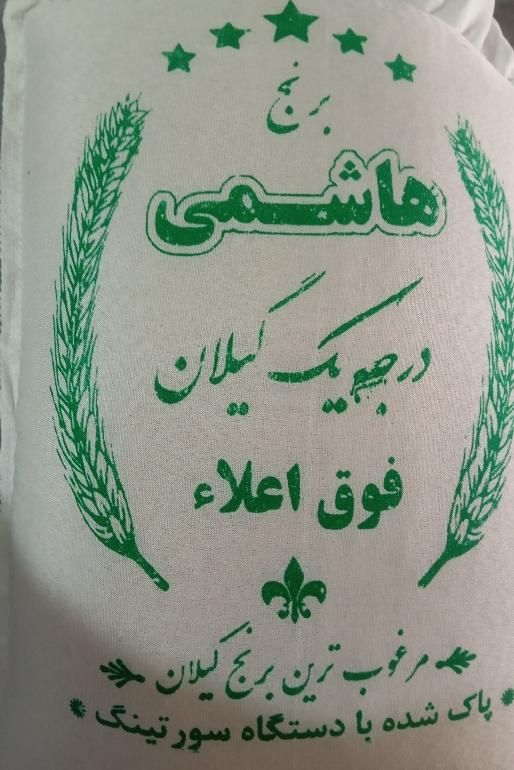 برنج
هاشمی
درجه یک گیلان
فوق اعلاء
مرغوب ترین برنج گیلان
پاک شده با دستگاه سورتینگ